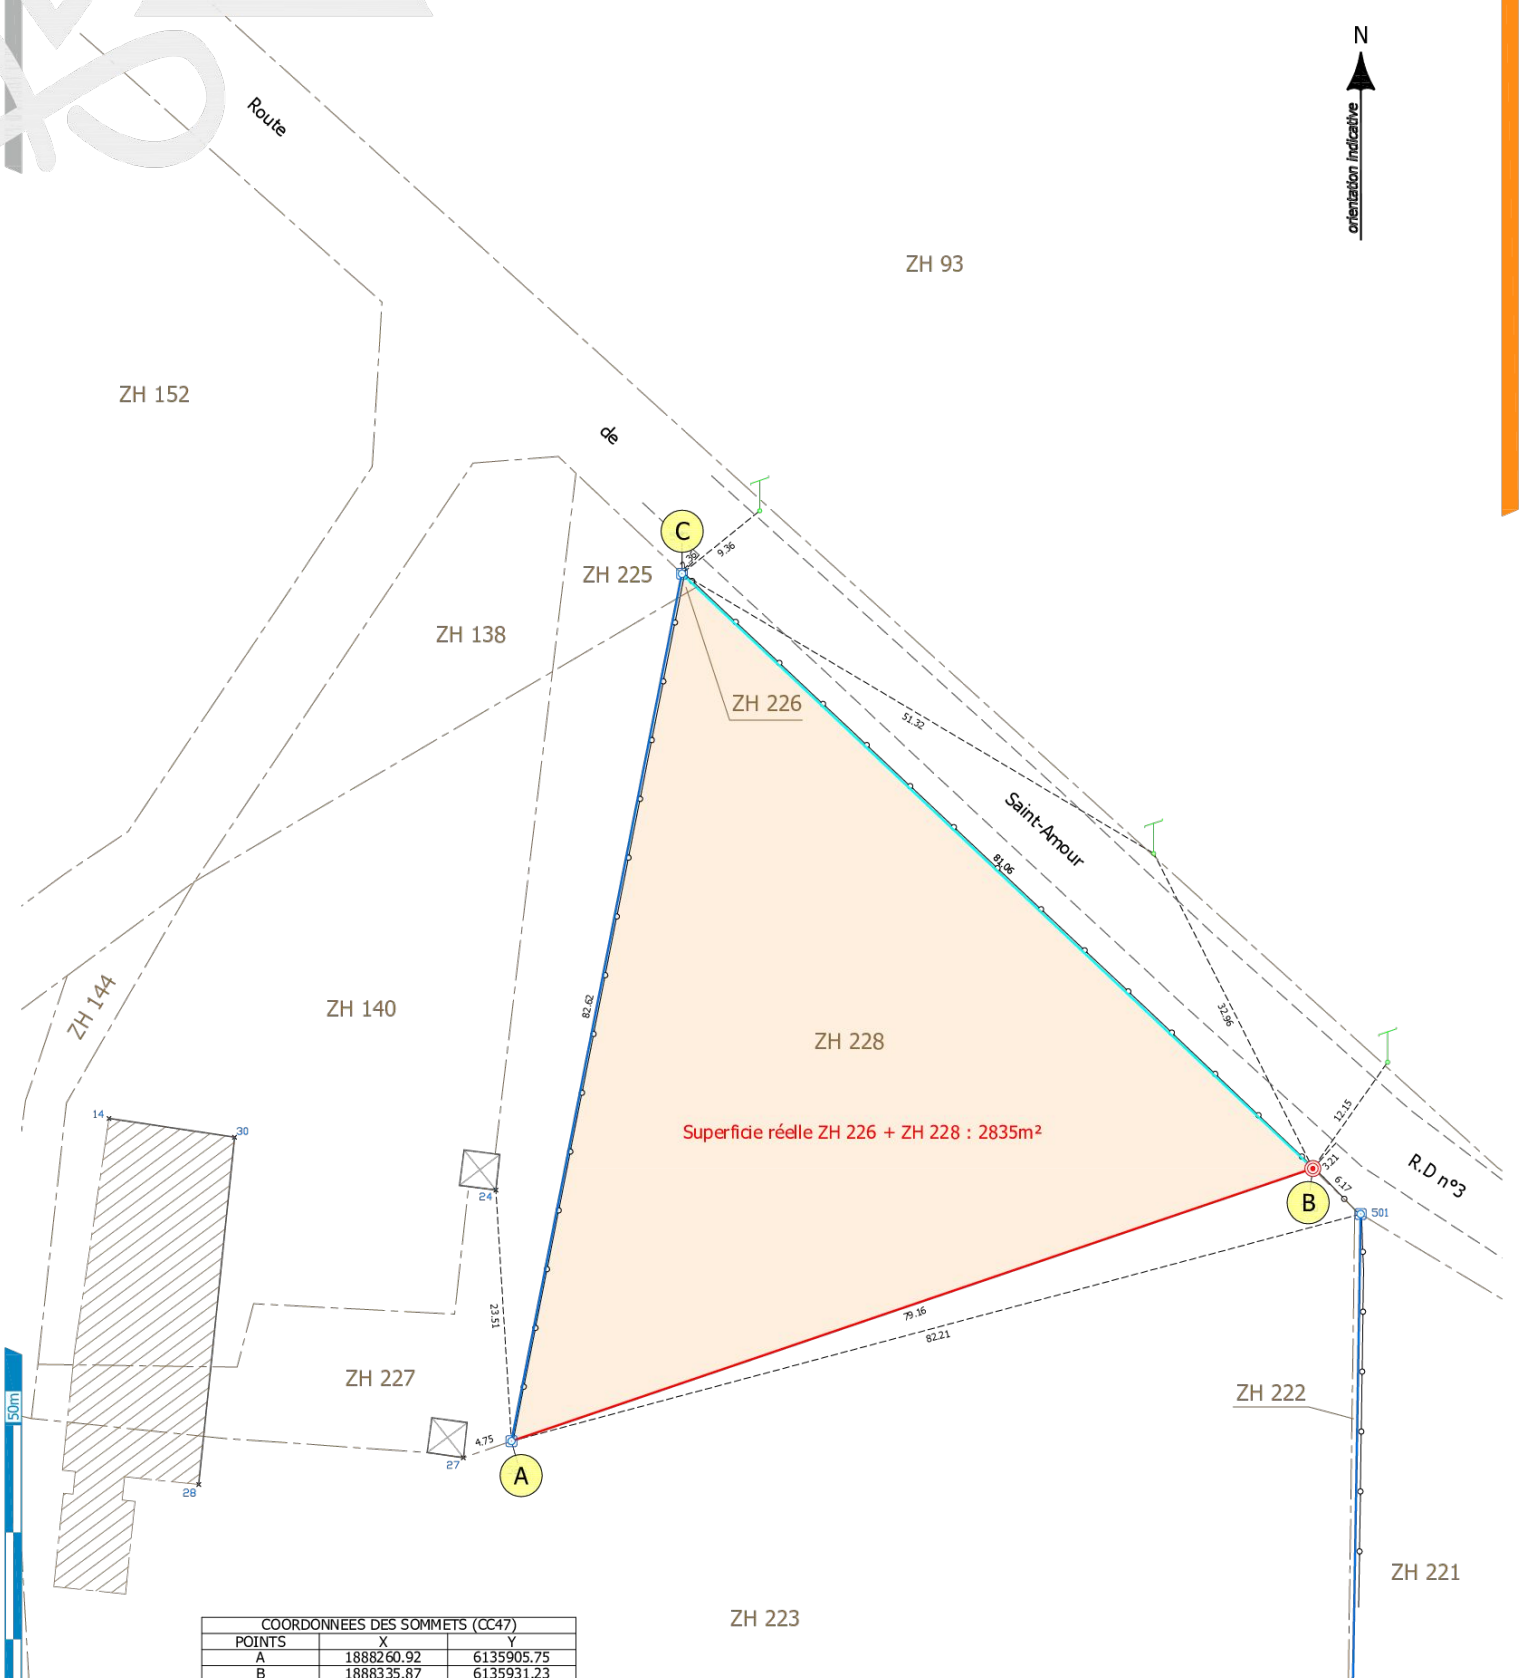 N
orientation indicative
Route
ZH 93
ZH 152
de
C
9.36
ZH 225
ZH 138
ZH 226
51.32
Saint-Amour
81.06
82.62
ZH 144
ZH 140
32.96
ZH 228
14
30
12.15
Superficie réelle ZH 226 + ZH 228 : 2835m²
3.21
R.D n°3
6.17
24
B
501
23.51
79.16
82.21
ZH 227
ZH 222
50m
4.75
27
A
28
ZH 221
ZH 223
COORDONNEES DES SOMMETS (CC47)
POINTS X Y
A 1888260.92 6135905.75
B 1888335.87 6135931.23